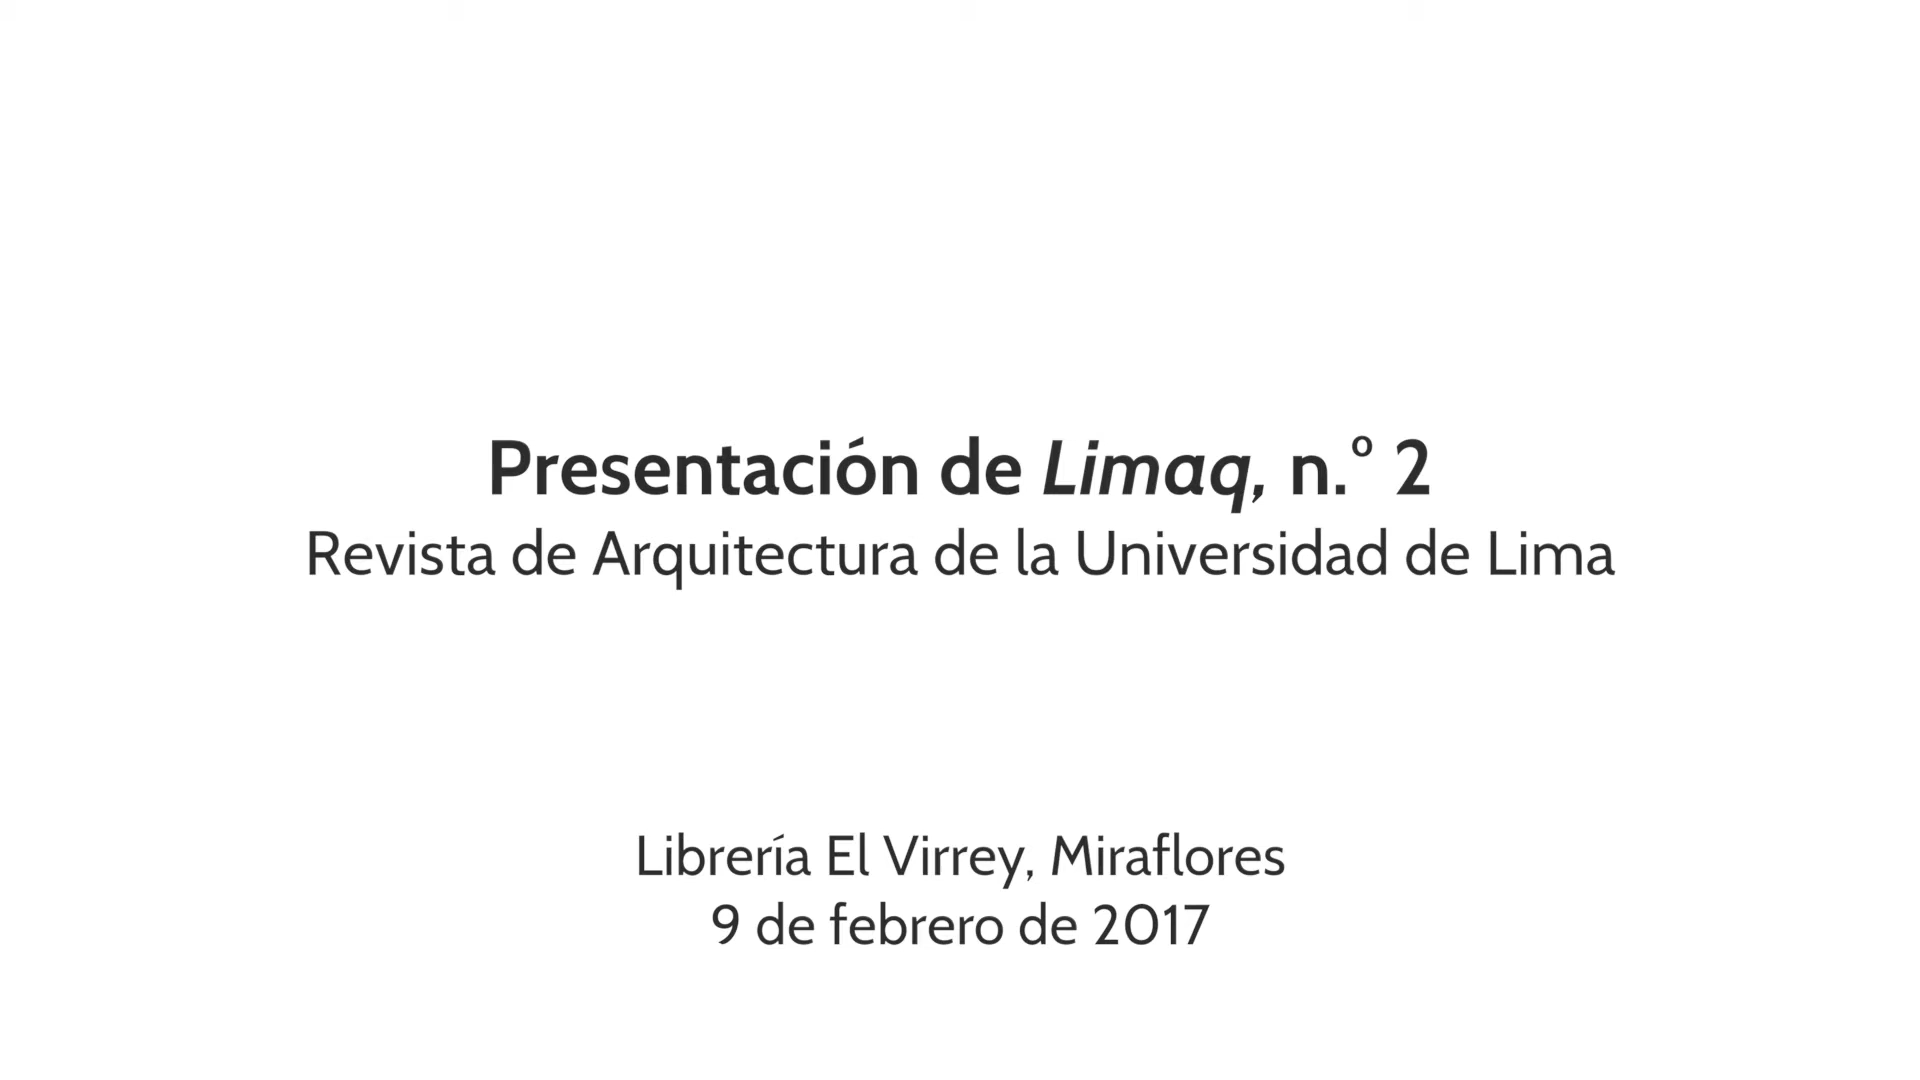 Presentación de Limaq, n.° 2
Revista de Arquitectura de la Universidad de Lima
Librería El Virrey, Miraflores
9 de febrero de 2017